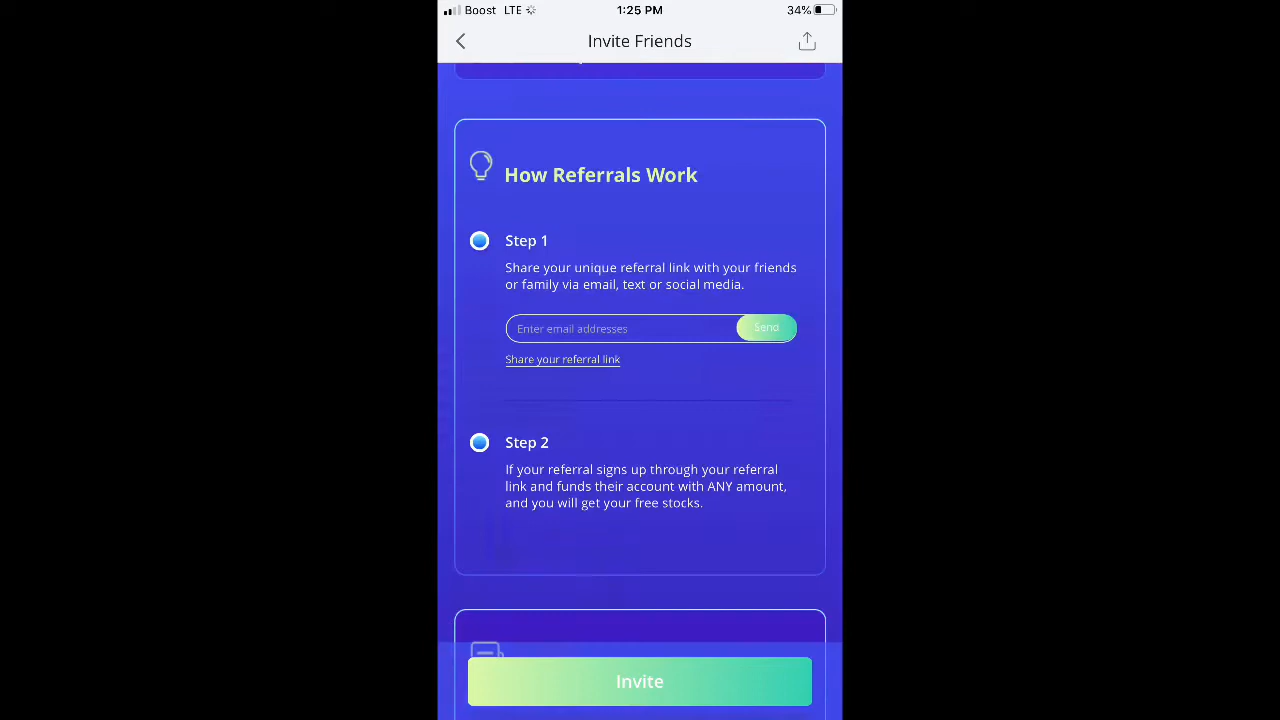 Boost LTE 1:25 PM 34%
Invite Friends
How Referrals Work
Step 1
Share your unique referral link with your friends
or family via email, text or social media.
Enter email addresses Send
Share your referral link
Step 2
If your referral signs up through your referral
link and funds their account with ANY amount,
and you will get your free stocks.
Invite